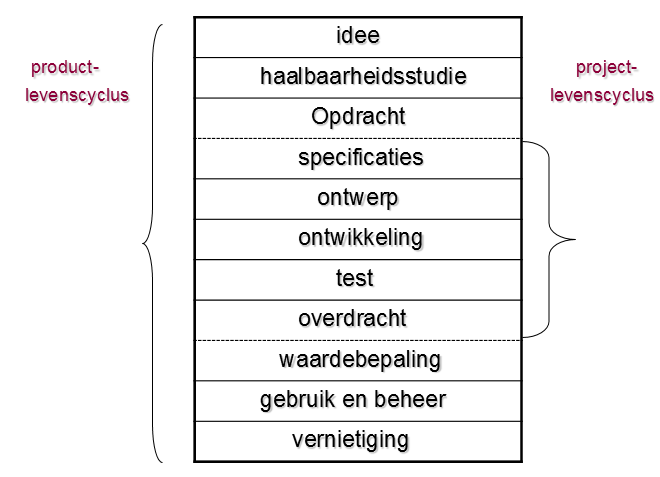 product-
levenscyclus
idee
haalbaarheidsstudie
Opdracht
specificaties
ontwerp
ontwikkeling
test
overdracht
waardebepaling
gebruik en beheer
vernietiging
project-
levenscyclus